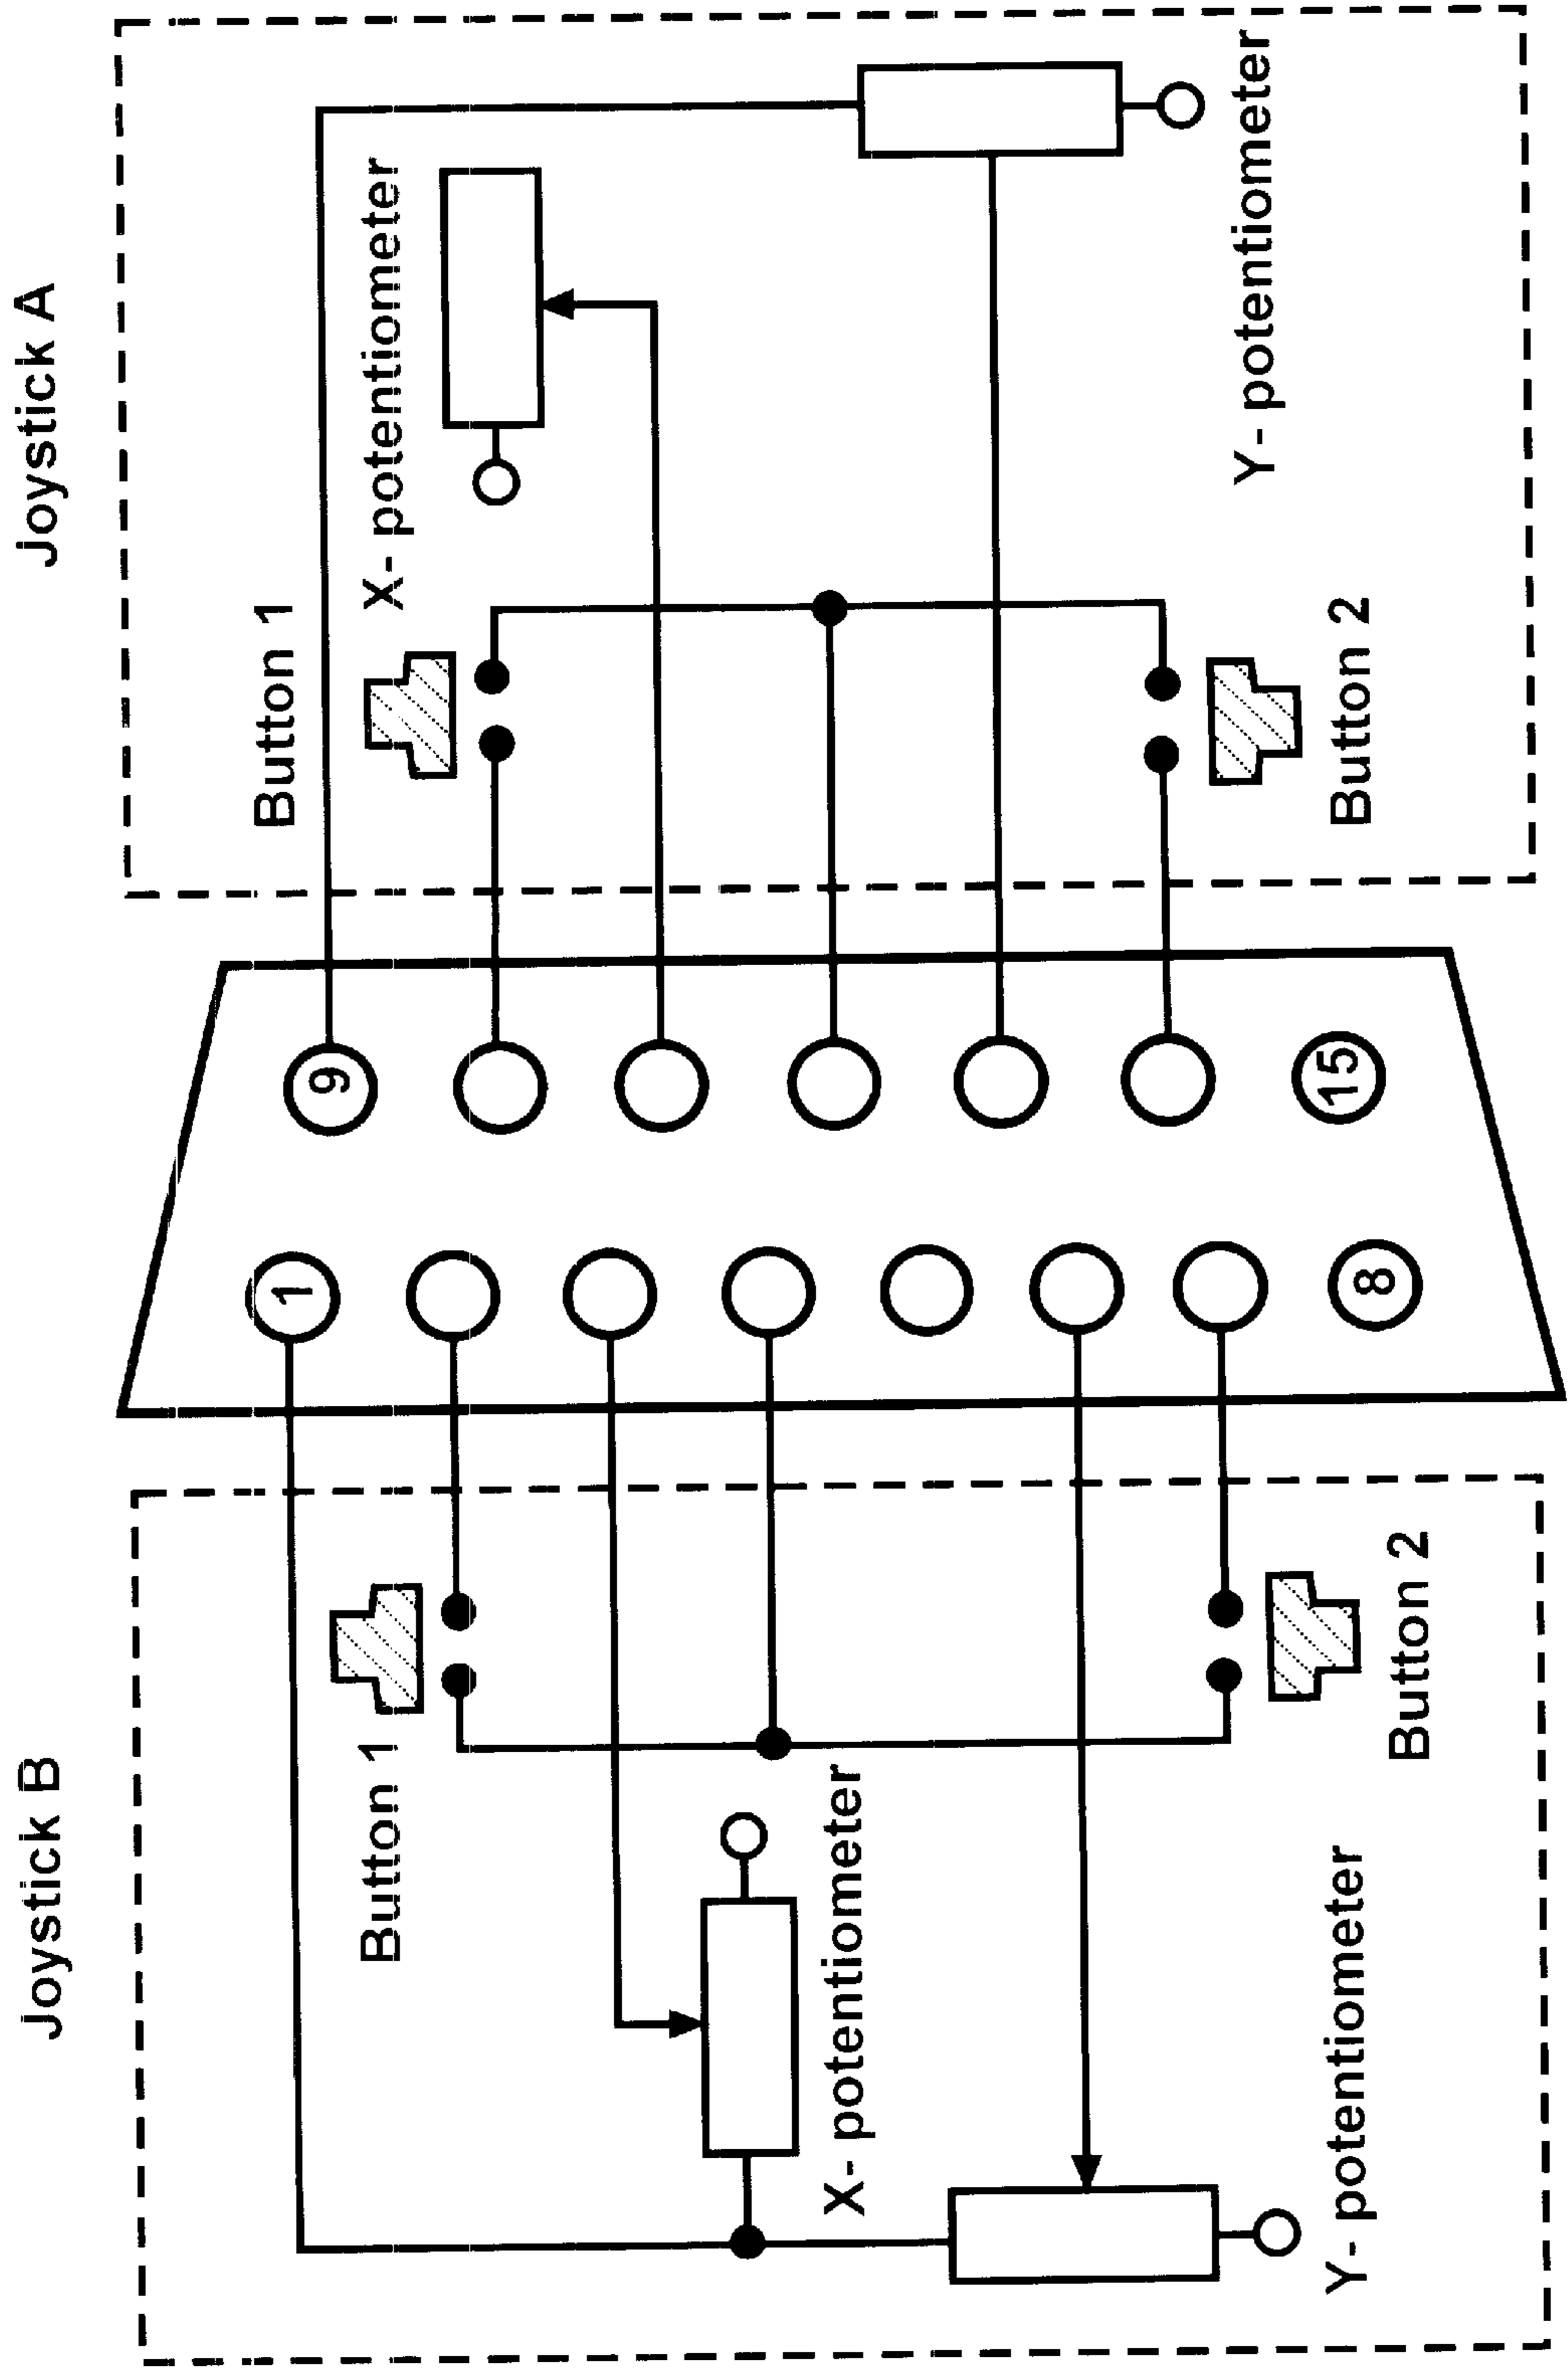 Joystick B
Joystick A
Button 1
X- potentiometer
Y- potentiometer
Button 2
1
8
9
15
Button 1
X- potentiometer
Y- potentiometer
Button 2